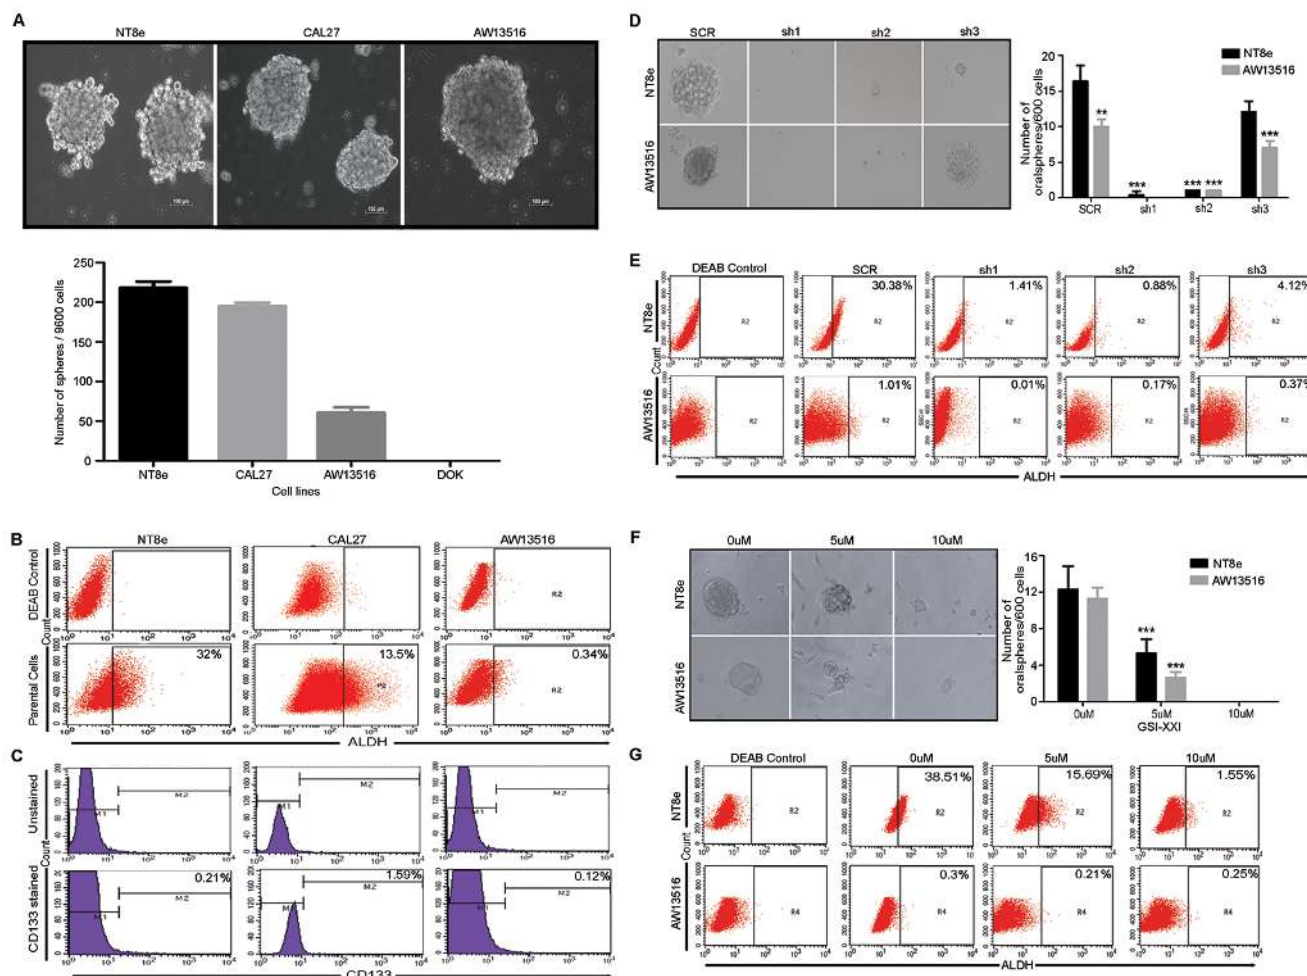 A
NT8e CAL27 AW13516
100 µm 100 µm 100 µm
Number of spheres / 9600 cells
250
200
150
100
50
0
NT8e CAL27 AW13516 DOK
Cell lines
B
NT8e CAL27 AW13516
DEAB Control
Count
R2
Parental Cells
32% 13.5% 0.34%
R2
ALDH
C
Unstained
Count
M1 M2 M1 M2 M1 M2
CD133 stained
0.21% 1.59% 0.12%
M1 M2 M2 M1 M2
CD133
D
SCR sh1 sh2 sh3
NT8e
AW13516
Number of
oralspheres/600 cells
20
15
10
5
0
NT8e
AW13516
** *** *** *** ***
SCR sh1 sh2 sh3
E
DEAB Control SCR sh1 sh2 sh3
NT8e
Count
30.38% 1.41% 0.88% 4.12%
R2 R2 R2 R2 R2
AW13516
1.01% 0.01% 0.17% 0.37%
R2 R2 R2 R2 R2
ALDH
F
0uM 5uM 10uM
NT8e
AW13516
Number of
oralspheres/600 cells
16
12
8
4
0
NT8e
AW13516
*** ***
0uM 5uM 10uM
GSI-XXI
G
DEAB Control 0uM 5uM 10uM
NT8e
Count
38.51% 15.69% 1.55%
R2 R2 R2 R2
AW13516
0.3% 0.21% 0.25%
R4 R4 R4 R4
ALDH